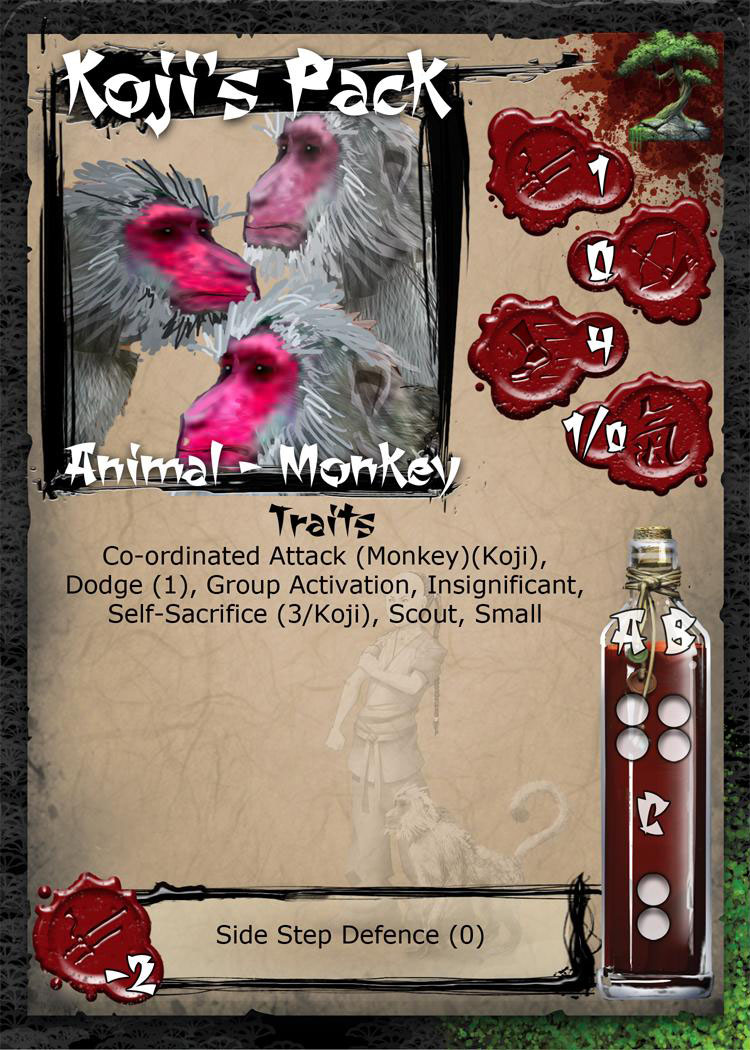 Koji's Pack
1
0
4
1/0
氣
Animal - Monkey
Traits
Co-ordinated Attack (Monkey)(Koji),
Dodge (1), Group Activation, Insignificant,
Self-Sacrifice (3/Koji), Scout, Small
A B
C
Side Step Defence (0)
-2